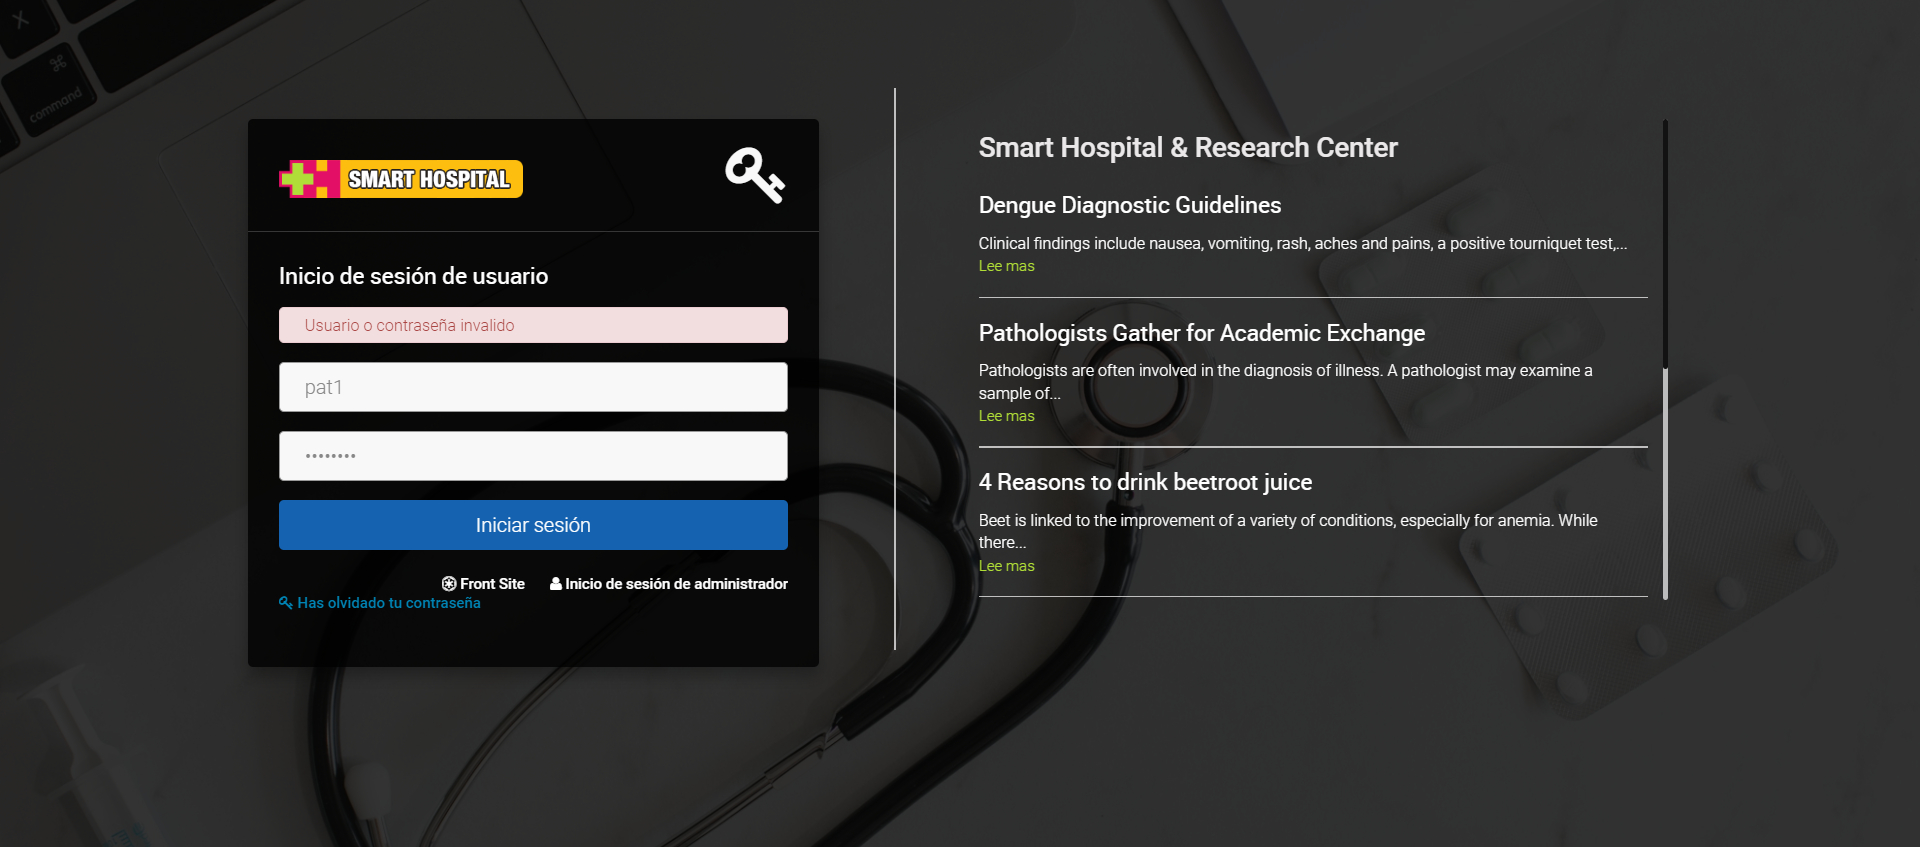 X
⌘
command
SMART HOSPITAL
Inicio de sesión de usuario
Usuario o contraseña invalido
pat1
••••••••
Iniciar sesión
Front Site
Inicio de sesión de administrador
Has olvidado tu contraseña
Smart Hospital & Research Center
Dengue Diagnostic Guidelines
Clinical findings include nausea, vomiting, rash, aches and pains, a positive tourniquet test,...
Lee mas
Pathologists Gather for Academic Exchange
Pathologists are often involved in the diagnosis of illness. A pathologist may examine a
sample of...
Lee mas
4 Reasons to drink beetroot juice
Beet is linked to the improvement of a variety of conditions, especially for anemia. While
there...
Lee mas